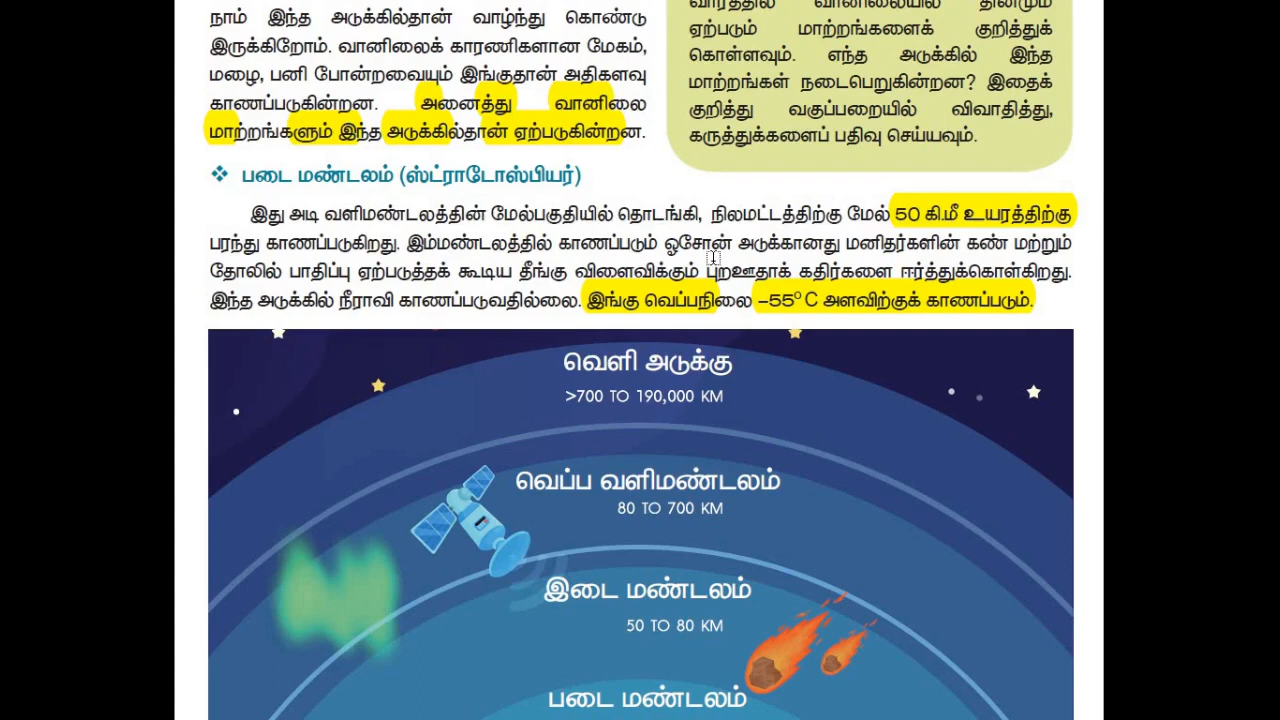 நாம் இந்த அடுக்கில்தான் வாழ்ந்து கொண்டு
இருக்கிறோம். வானிலைக் காரணிகளான மேகம்,
மழை, பனி போன்றவையும் இங்குதான் அதிகளவு
காணப்படுகின்றன. அனைத்து வானிலை
மாற்றங்களும் இந்த அடுக்கில்தான் ஏற்படுகின்றன.
வாரத்தில் வானிலையில் தினமும்
ஏற்படும் மாற்றங்களைக் குறித்துக்
கொள்ளவும். எந்த அடுக்கில் இந்த
மாற்றங்கள் நடைபெறுகின்றன? இதைக்
குறித்து வகுப்பறையில் விவாதித்து,
கருத்துக்களைப் பதிவு செய்யவும்.
❖ படை மண்டலம் (ஸ்ட்ராடோஸ்பியர்)
இது அடி வளிமண்டலத்தின் மேல்பகுதியில் தொடங்கி, நிலமட்டத்திற்கு மேல் 50 கி.மீ உயரத்திற்கு
பரந்து காணப்படுகிறது. இம்மண்டலத்தில் காணப்படும் ஓசோன் அடுக்கானது மனிதர்களின் கண் மற்றும்
தோலில் பாதிப்பு ஏற்படுத்தக் கூடிய தீங்கு விளைவிக்கும் புறஊதாக் கதிர்களை ஈர்த்துக்கொள்கிறது.
இந்த அடுக்கில் நீராவி காணப்படுவதில்லை. இங்கு வெப்பநிலை –55⁰ C அளவிற்குக் காணப்படும்.
வெளி அடுக்கு
>700 TO 190,000 KM
வெப்ப வளிமண்டலம்
80 TO 700 KM
இடை மண்டலம்
50 TO 80 KM
படை மண்டலம்